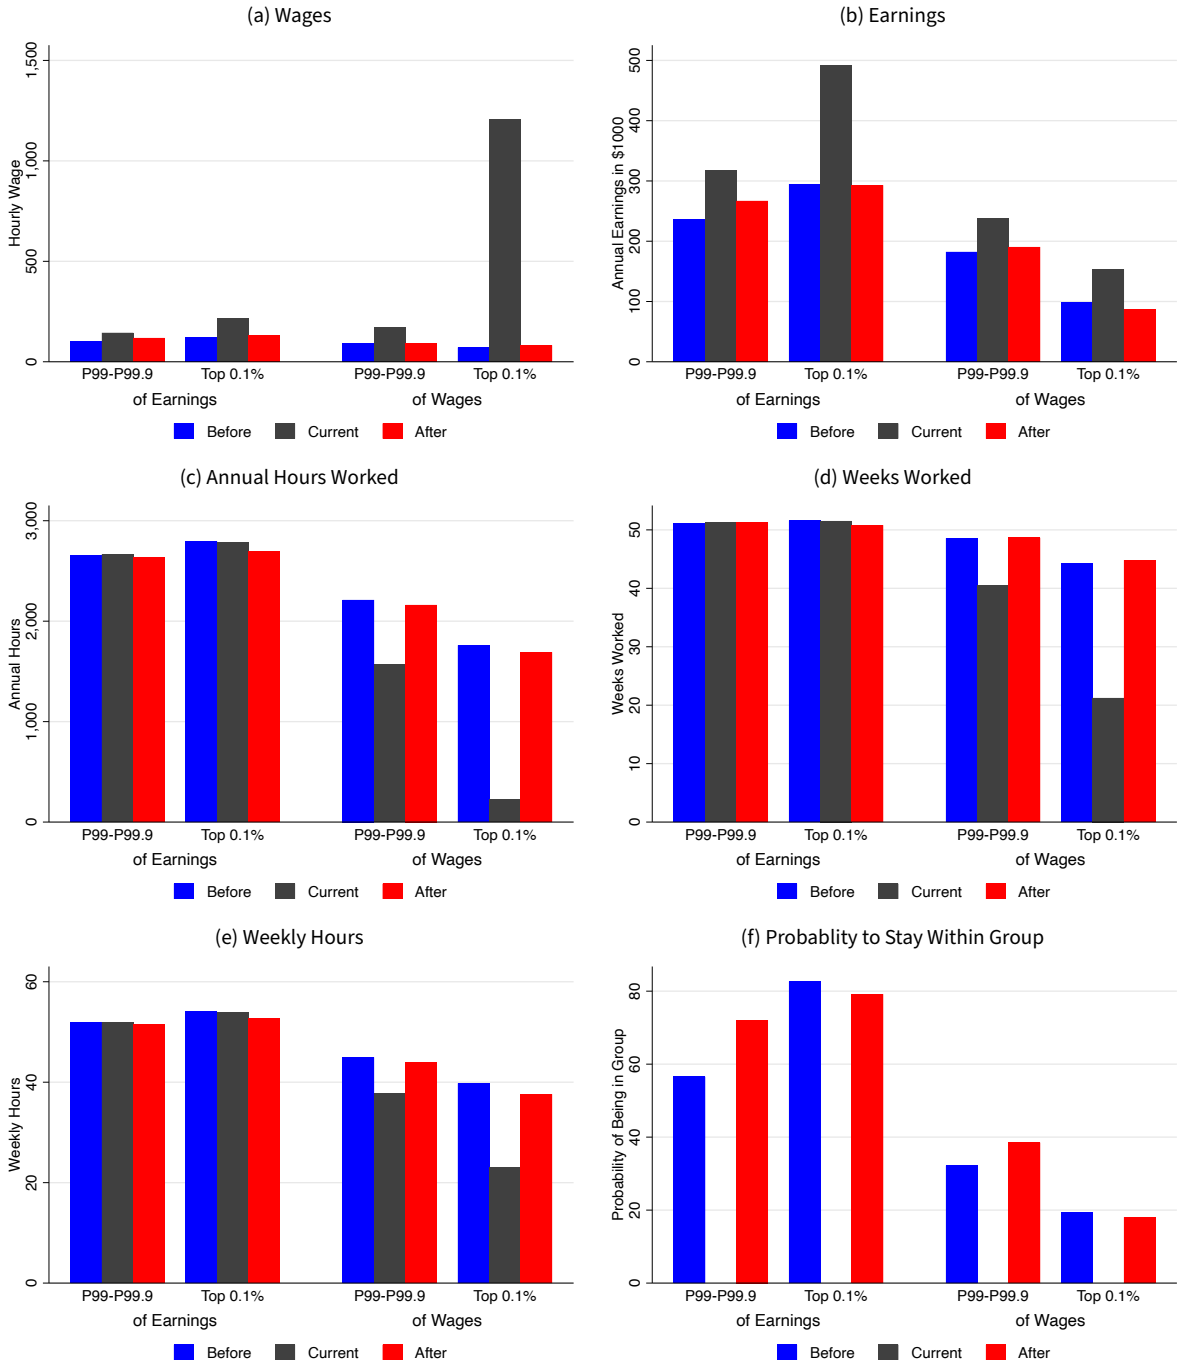 (a) Wages
Hourly Wage
1,500
1,000
500
0
P99-P99.9 Top 0.1% P99-P99.9 Top 0.1%
of Earnings of Wages
Before Current After
(b) Earnings
Annual Earnings in $1000
500
400
300
200
100
0
P99-P99.9 Top 0.1% P99-P99.9 Top 0.1%
of Earnings of Wages
Before Current After
(c) Annual Hours Worked
Annual Hours
3,000
2,000
1,000
0
P99-P99.9 Top 0.1% P99-P99.9 Top 0.1%
of Earnings of Wages
Before Current After
(d) Weeks Worked
Weeks Worked
50
40
30
20
10
0
P99-P99.9 Top 0.1% P99-P99.9 Top 0.1%
of Earnings of Wages
Before Current After
(e) Weekly Hours
Weekly Hours
60
40
20
0
P99-P99.9 Top 0.1% P99-P99.9 Top 0.1%
of Earnings of Wages
Before Current After
(f) Probablity to Stay Within Group
Probability of Being in Group
80
60
40
20
0
P99-P99.9 Top 0.1% P99-P99.9 Top 0.1%
of Earnings of Wages
Before Current After